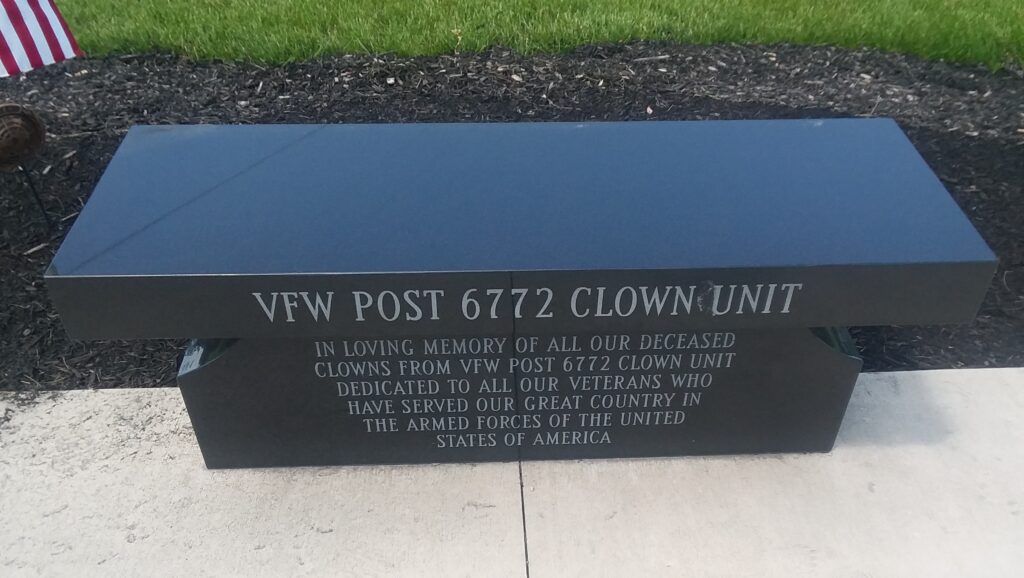 VFW POST 6772 CLOWN UNIT
IN LOVING MEMORY OF ALL OUR DECEASED
CLOWNS FROM VFW POST 6772 CLOWN UNIT
DEDICATED TO ALL OUR VETERANS WHO
HAVE SERVED OUR GREAT COUNTRY IN
THE ARMED FORCES OF THE UNITED
STATES OF AMERICA